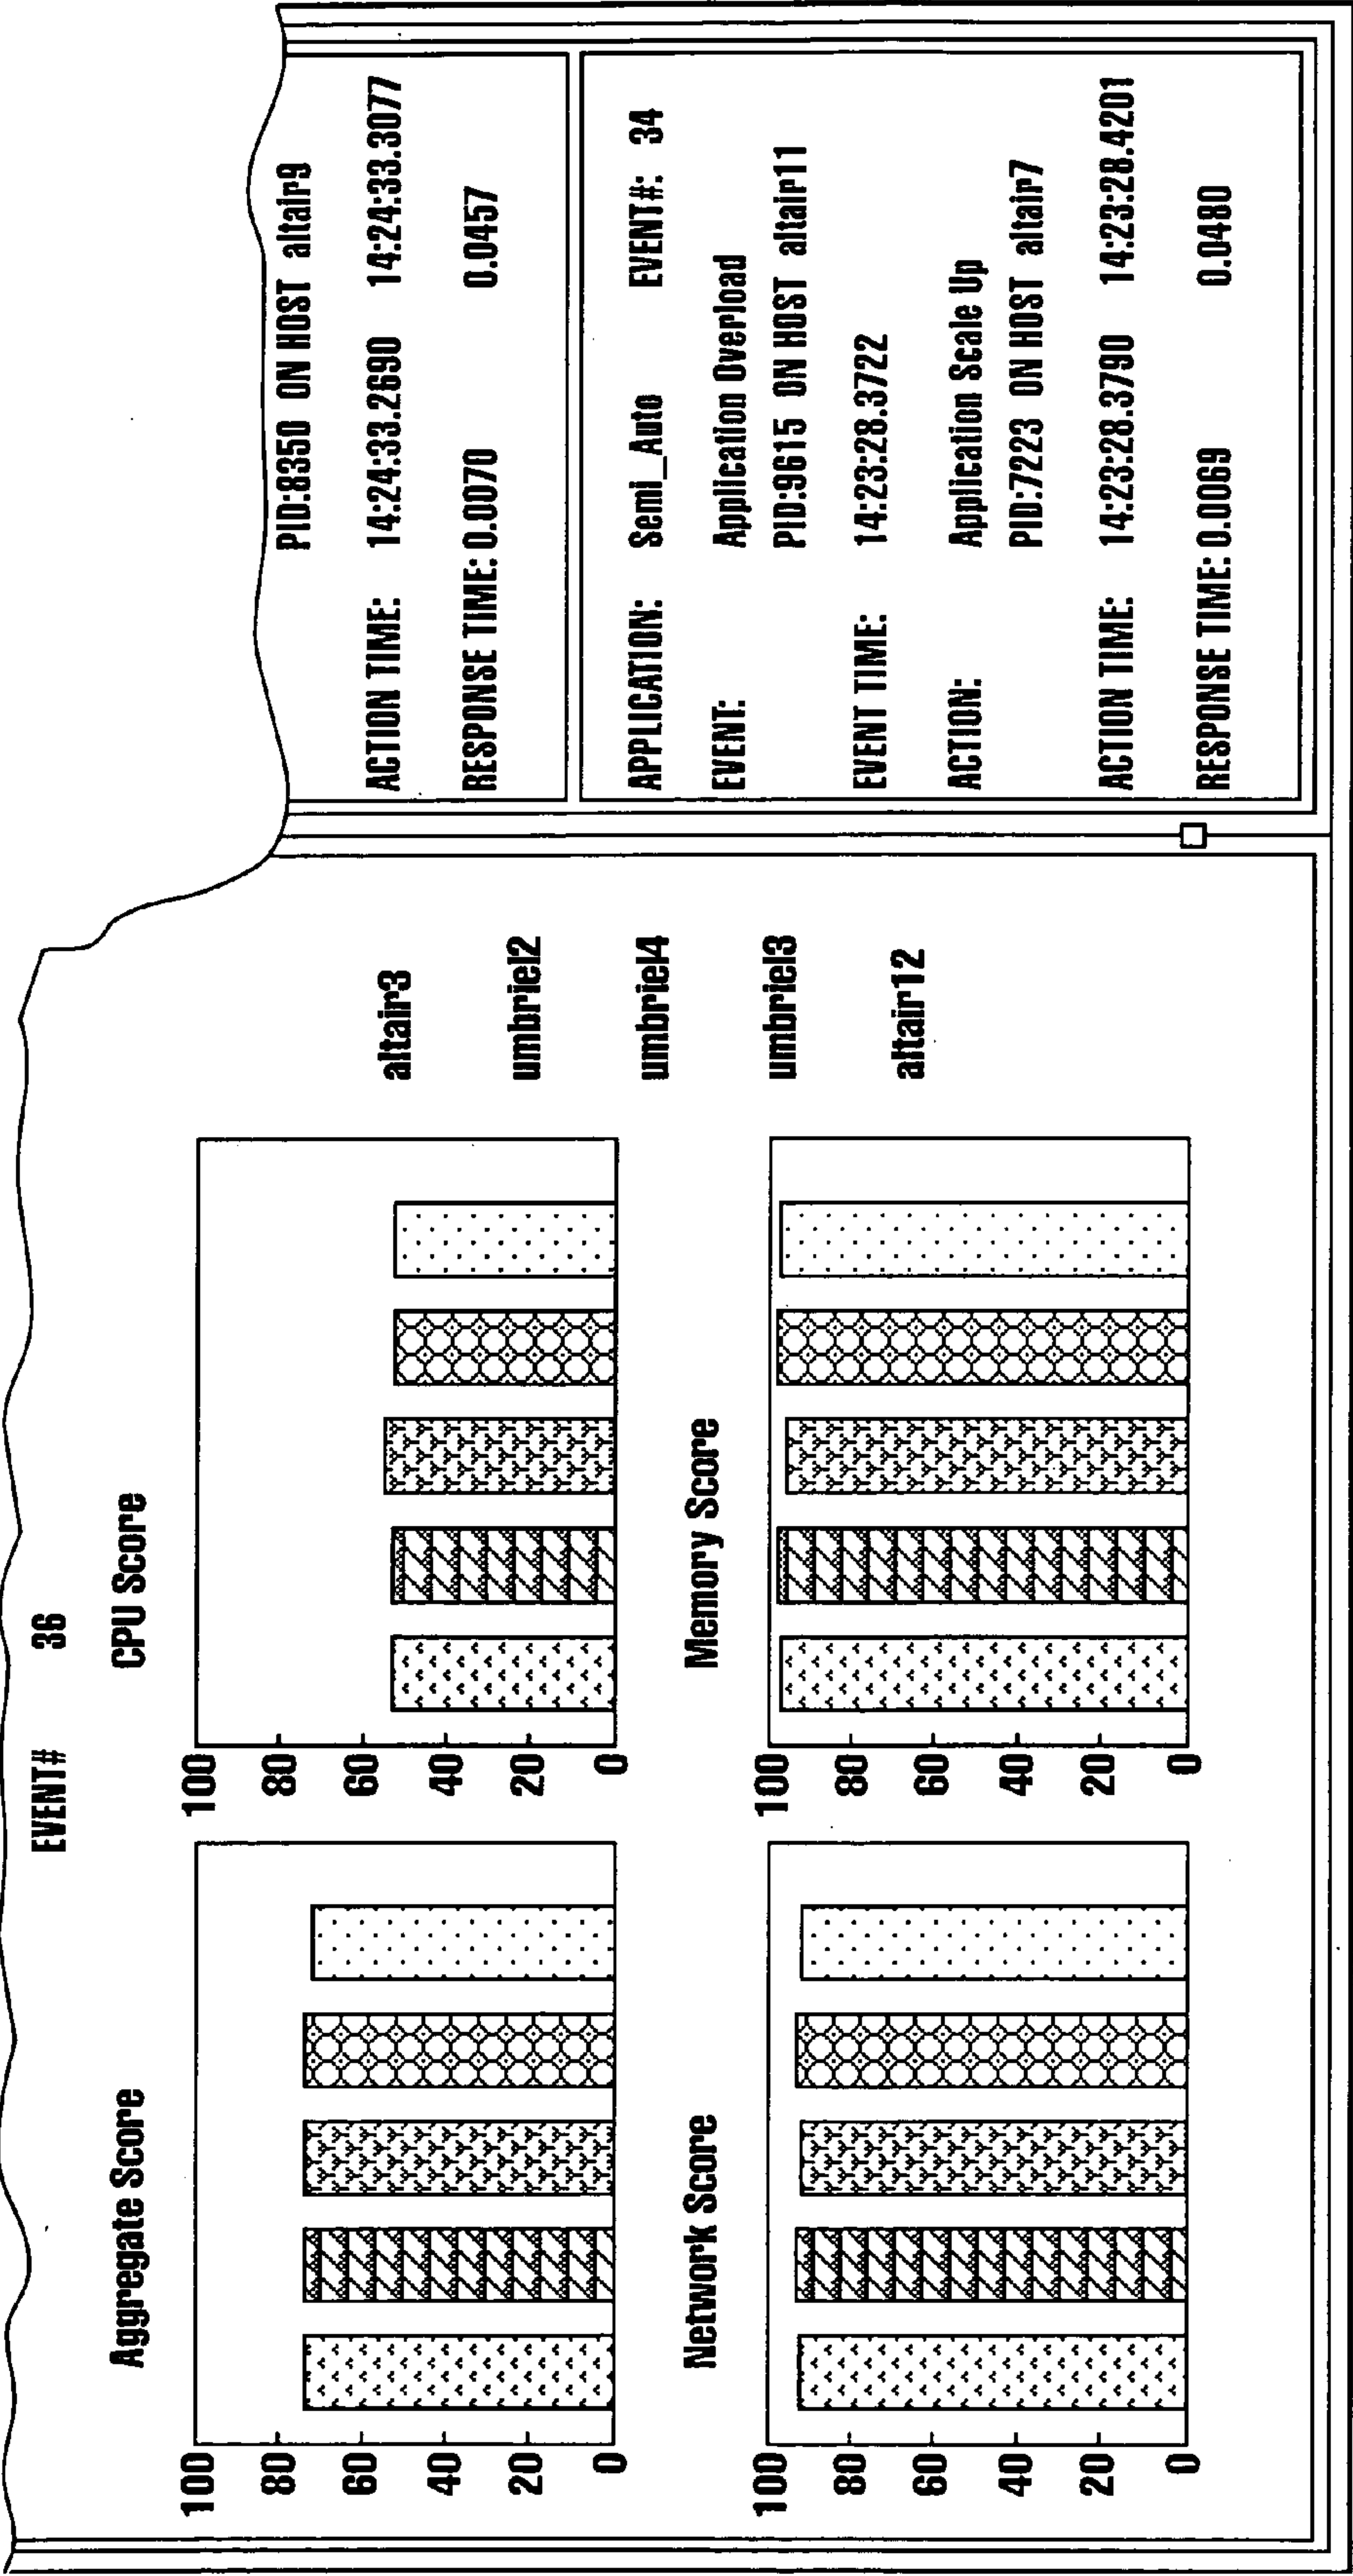 EVENT# 36
Aggregate Score
100
80
60
40
20
0
CPU Score
100
80
60
40
20
0
Network Score
100
80
60
40
20
0
Memory Score
100
80
60
40
20
0
altair3
umbriel2
umbriel4
umbriel3
altair12
PID:8350 ON HOST altair9
ACTION TIME: 14:24:33.2690 14:24:33.3077
RESPONSE TIME: 0.0070 0.0457
APPLICATION: Semi_Auto EVENT#: 34
EVENT: Application Overload
PID:9615 ON HOST altair11
EVENT TIME: 14:23:28.3722
ACTION: Application Scale Up
PID:7223 ON HOST altair7
ACTION TIME: 14:23:28.3790 14:23:28.4201
RESPONSE TIME: 0.0069 0.0480